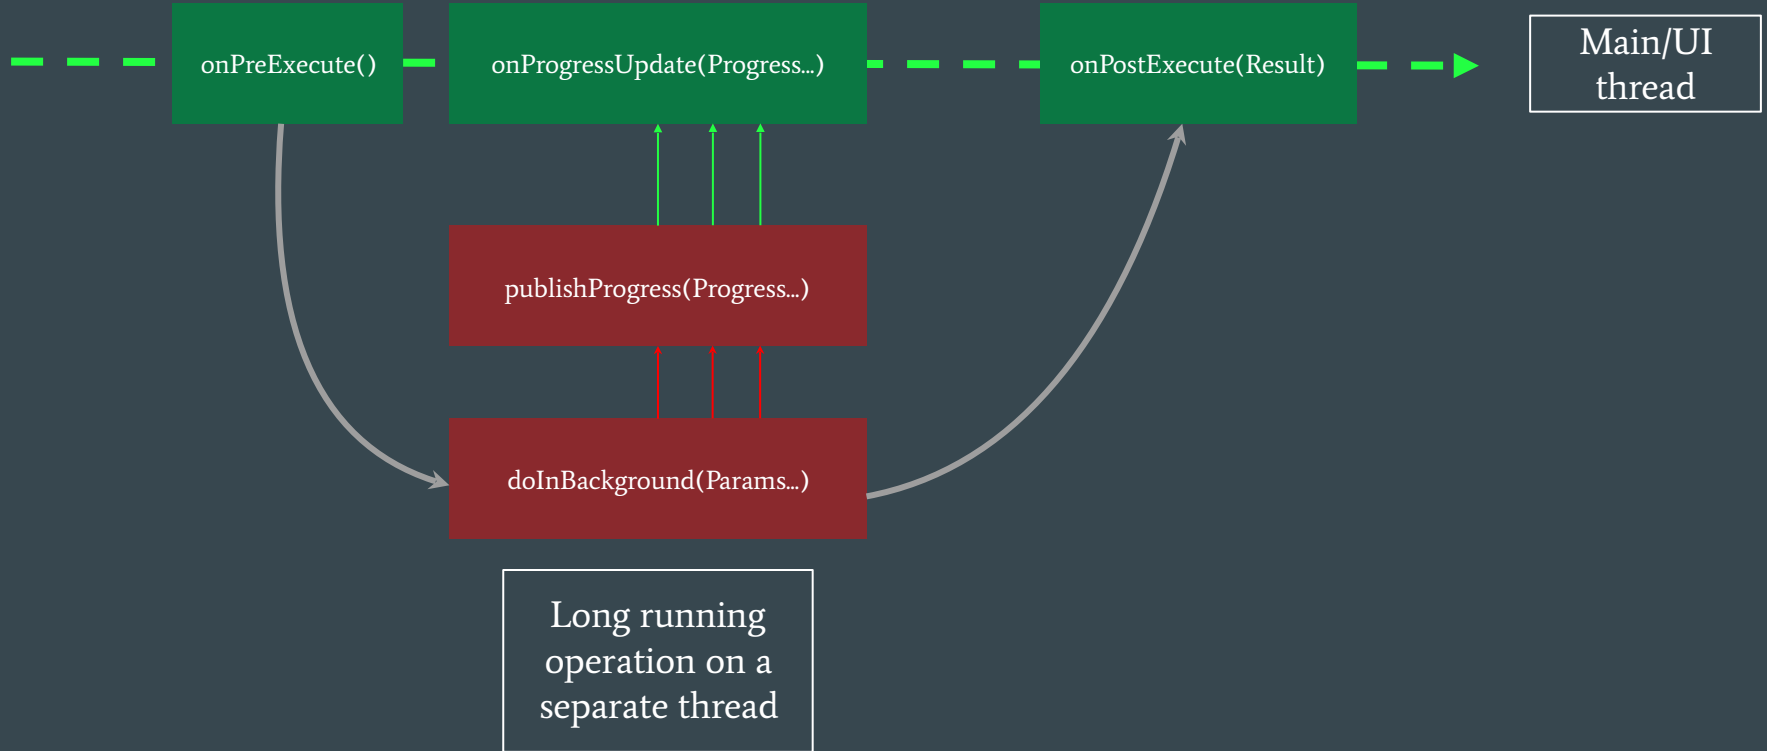 onPreExecute()
onProgressUpdate(Progress...)
onPostExecute(Result)
Main/UI
thread
publishProgress(Progress...)
doInBackground(Params...)
Long running
operation on a
separate thread